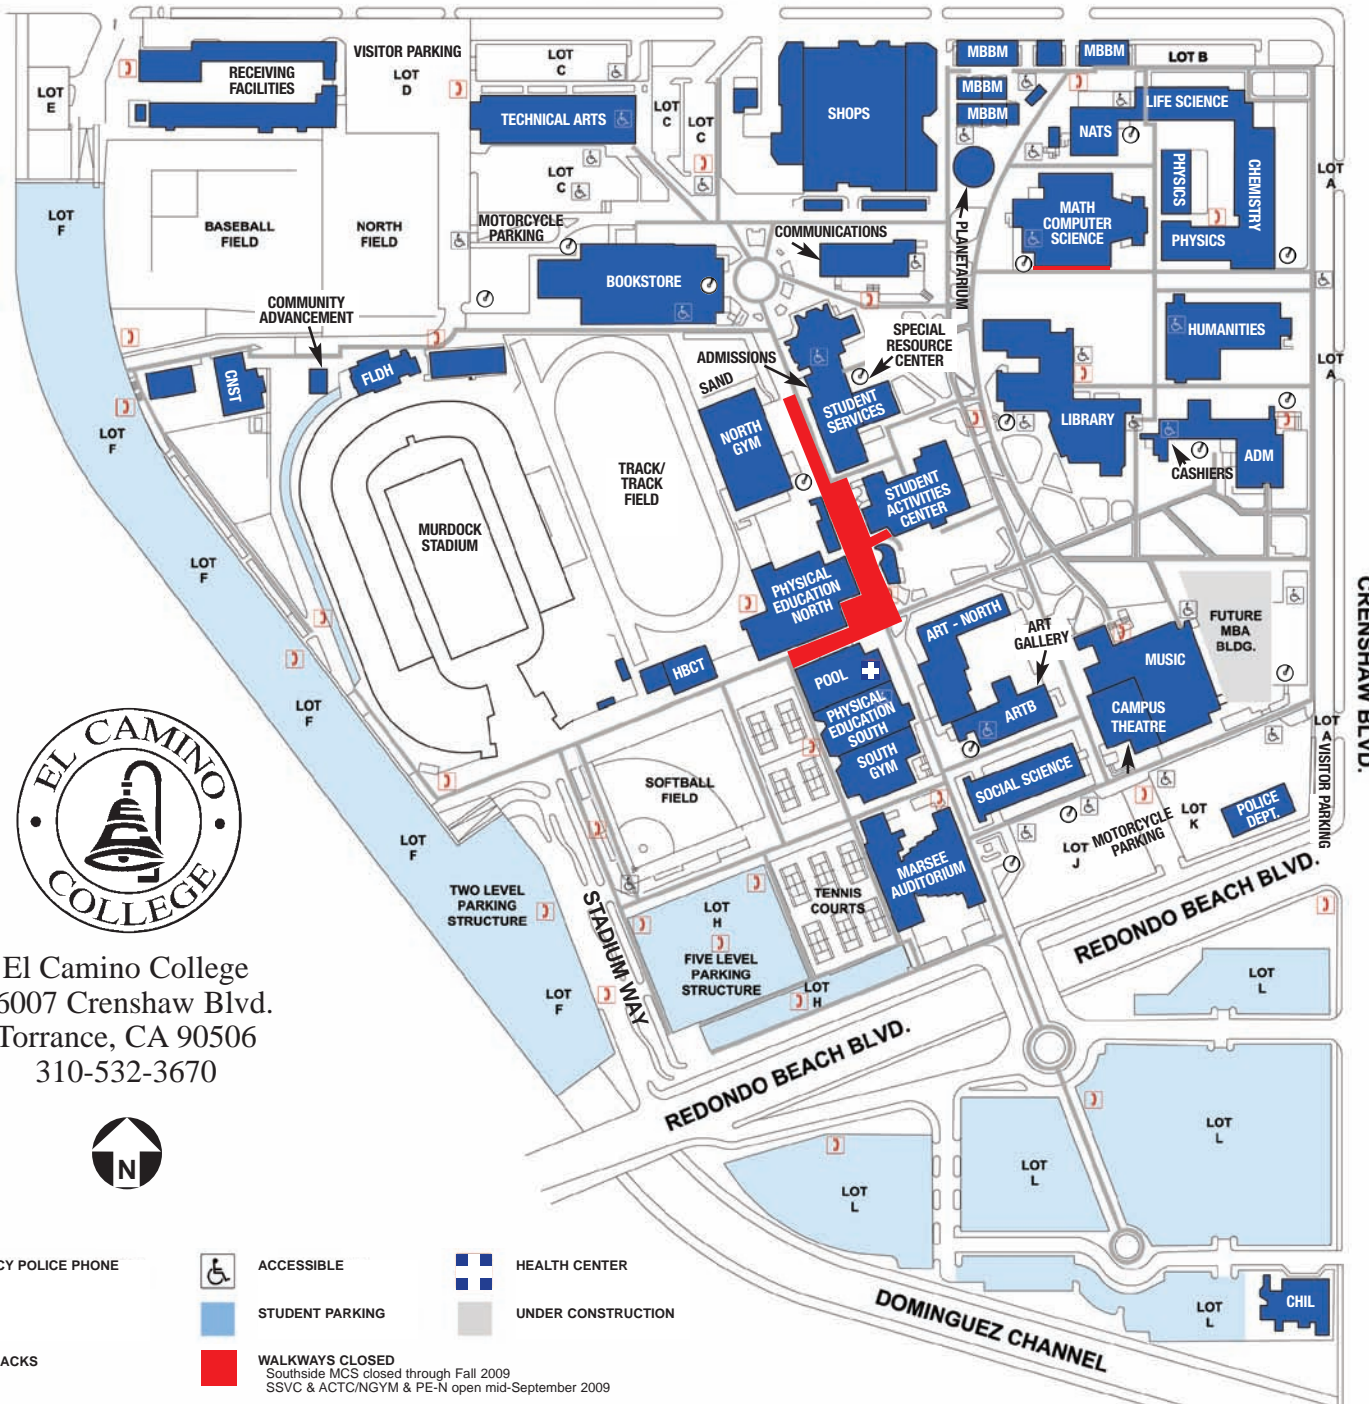 VISITOR PARKING
LOT
D
LOT
E
RECEIVING
FACILITIES
LOT
C
TECHNICAL ARTS
LOT
C
LOT
C
LOT
C
SHOPS
MBBM
MBBM
MBBM
MBBM
LOT B
LIFE SCIENCE
NATS
PHYSICS
CHEMISTRY
PHYSICS
MATH
COMPUTER
SCIENCE
LOT
A
LOT
F
BASEBALL
FIELD
NORTH
FIELD
MOTORCYCLE
PARKING
BOOKSTORE
COMMUNICATIONS
PLANETARIUM
COMMUNITY
ADVANCEMENT
SPECIAL
RESOURCE
CENTER
HUMANITIES
ADMISSIONS
SAND
CNST
FLDH
STUDENT
SERVICES
LIBRARY
LOT
A
LOT
F
NORTH
GYM
CASHIERS
ADM
TRACK/
TRACK
FIELD
STUDENT
ACTIVITIES
CENTER
MURDOCK
STADIUM
LOT
F
PHYSICAL
EDUCATION
NORTH
ART - NORTH
ART
GALLERY
FUTURE
MBA
BLDG.
CRENSHAW BLVD.
HBCT
POOL
MUSIC
LOT
F
PHYSICAL
EDUCATION
SOUTH
ARTB
CAMPUS
THEATRE
LOT
A VISITOR PARKING
SOUTH
GYM
SOCIAL SCIENCE
SOFTBALL
FIELD
EL CAMINO
COLLEGE
LOT
K
POLICE
DEPT.
MOTORCYCLE
PARKING
LOT
J
LOT
F
MARSEE
AUDITORIUM
TWO LEVEL
PARKING
STRUCTURE
STADIUM WAY
LOT
H
FIVE LEVEL
PARKING
STRUCTURE
TENNIS
COURTS
LOT
H
LOT
F
REDONDO BEACH BLVD.
REDONDO BEACH BLVD.
LOT
L
LOT
L
LOT
L
LOT
L
LOT
L
CHIL
DOMINGUEZ CHANNEL
El Camino College
6007 Crenshaw Blvd.
Torrance, CA 90506
310-532-3670
N
CY POLICE PHONE
ACCESSIBLE
HEALTH CENTER
STUDENT PARKING
UNDER CONSTRUCTION
ACKS
WALKWAYS CLOSED
Southside MCS closed through Fall 2009
SSVC & ACTC/NGYM & PE-N open mid-September 2009